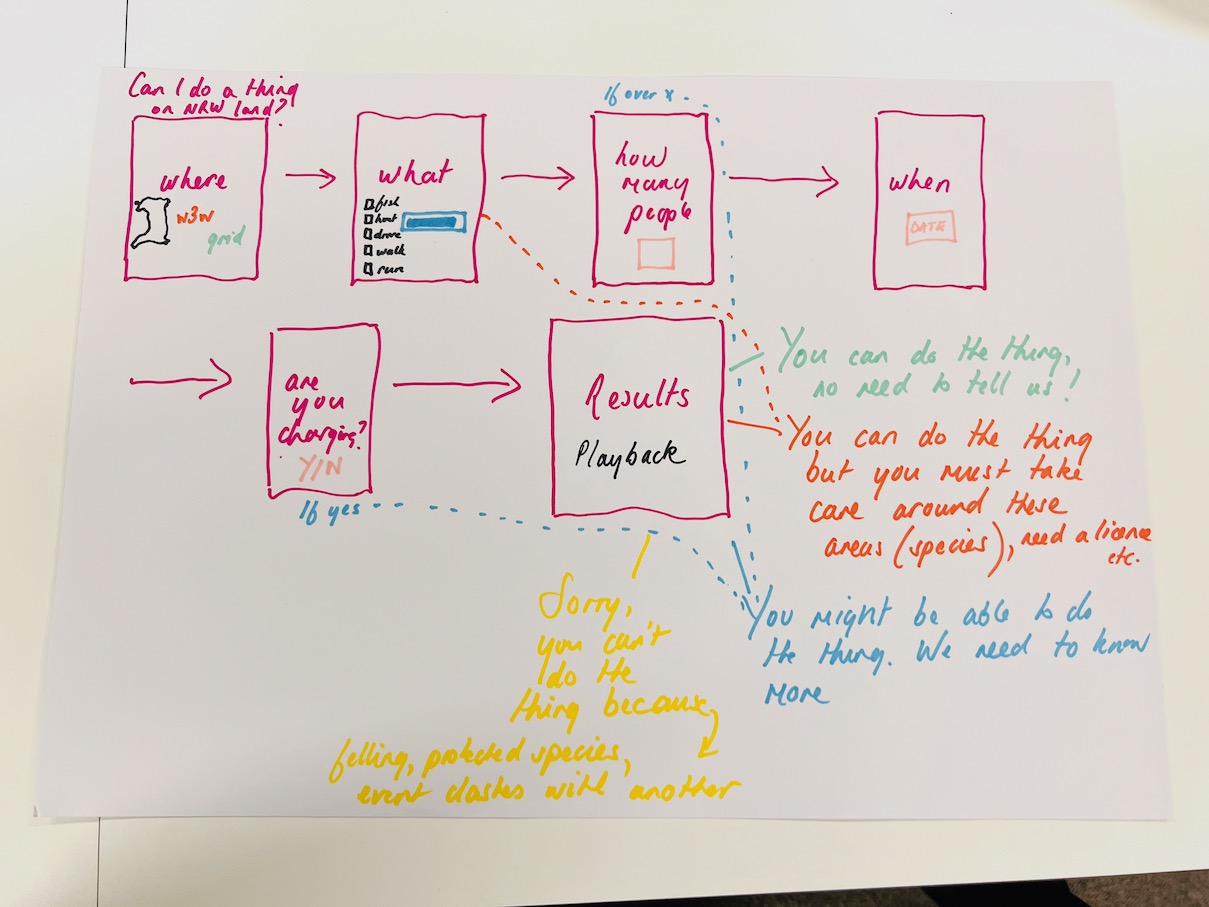 Can I do a thing
on NRW land?
where
w3w
grid
what
fish
hunt
drone
walk
run
If over x
how
many
people
when
DATE
are
you
charging?
Y/N
If yes
Results
Playback
You can do the thing,
no need to tell us!
You can do the thing
but you must take
care around these
areas (species), need a licence
etc.
You might be able to do
the thing. We need to know
more
Sorry,
you can't
do the
thing because
felling, protected species,
event clashes with another